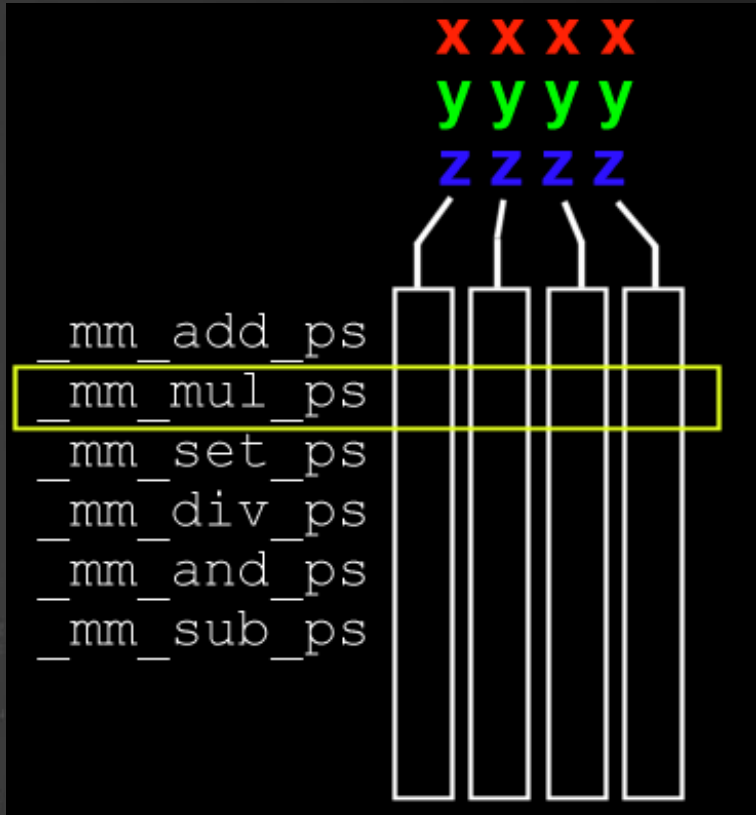 x x x x
y y y y
z z z z
_mm_add_ps
_mm_mul_ps
_mm_set_ps
_mm_div_ps
_mm_and_ps
_mm_sub_ps